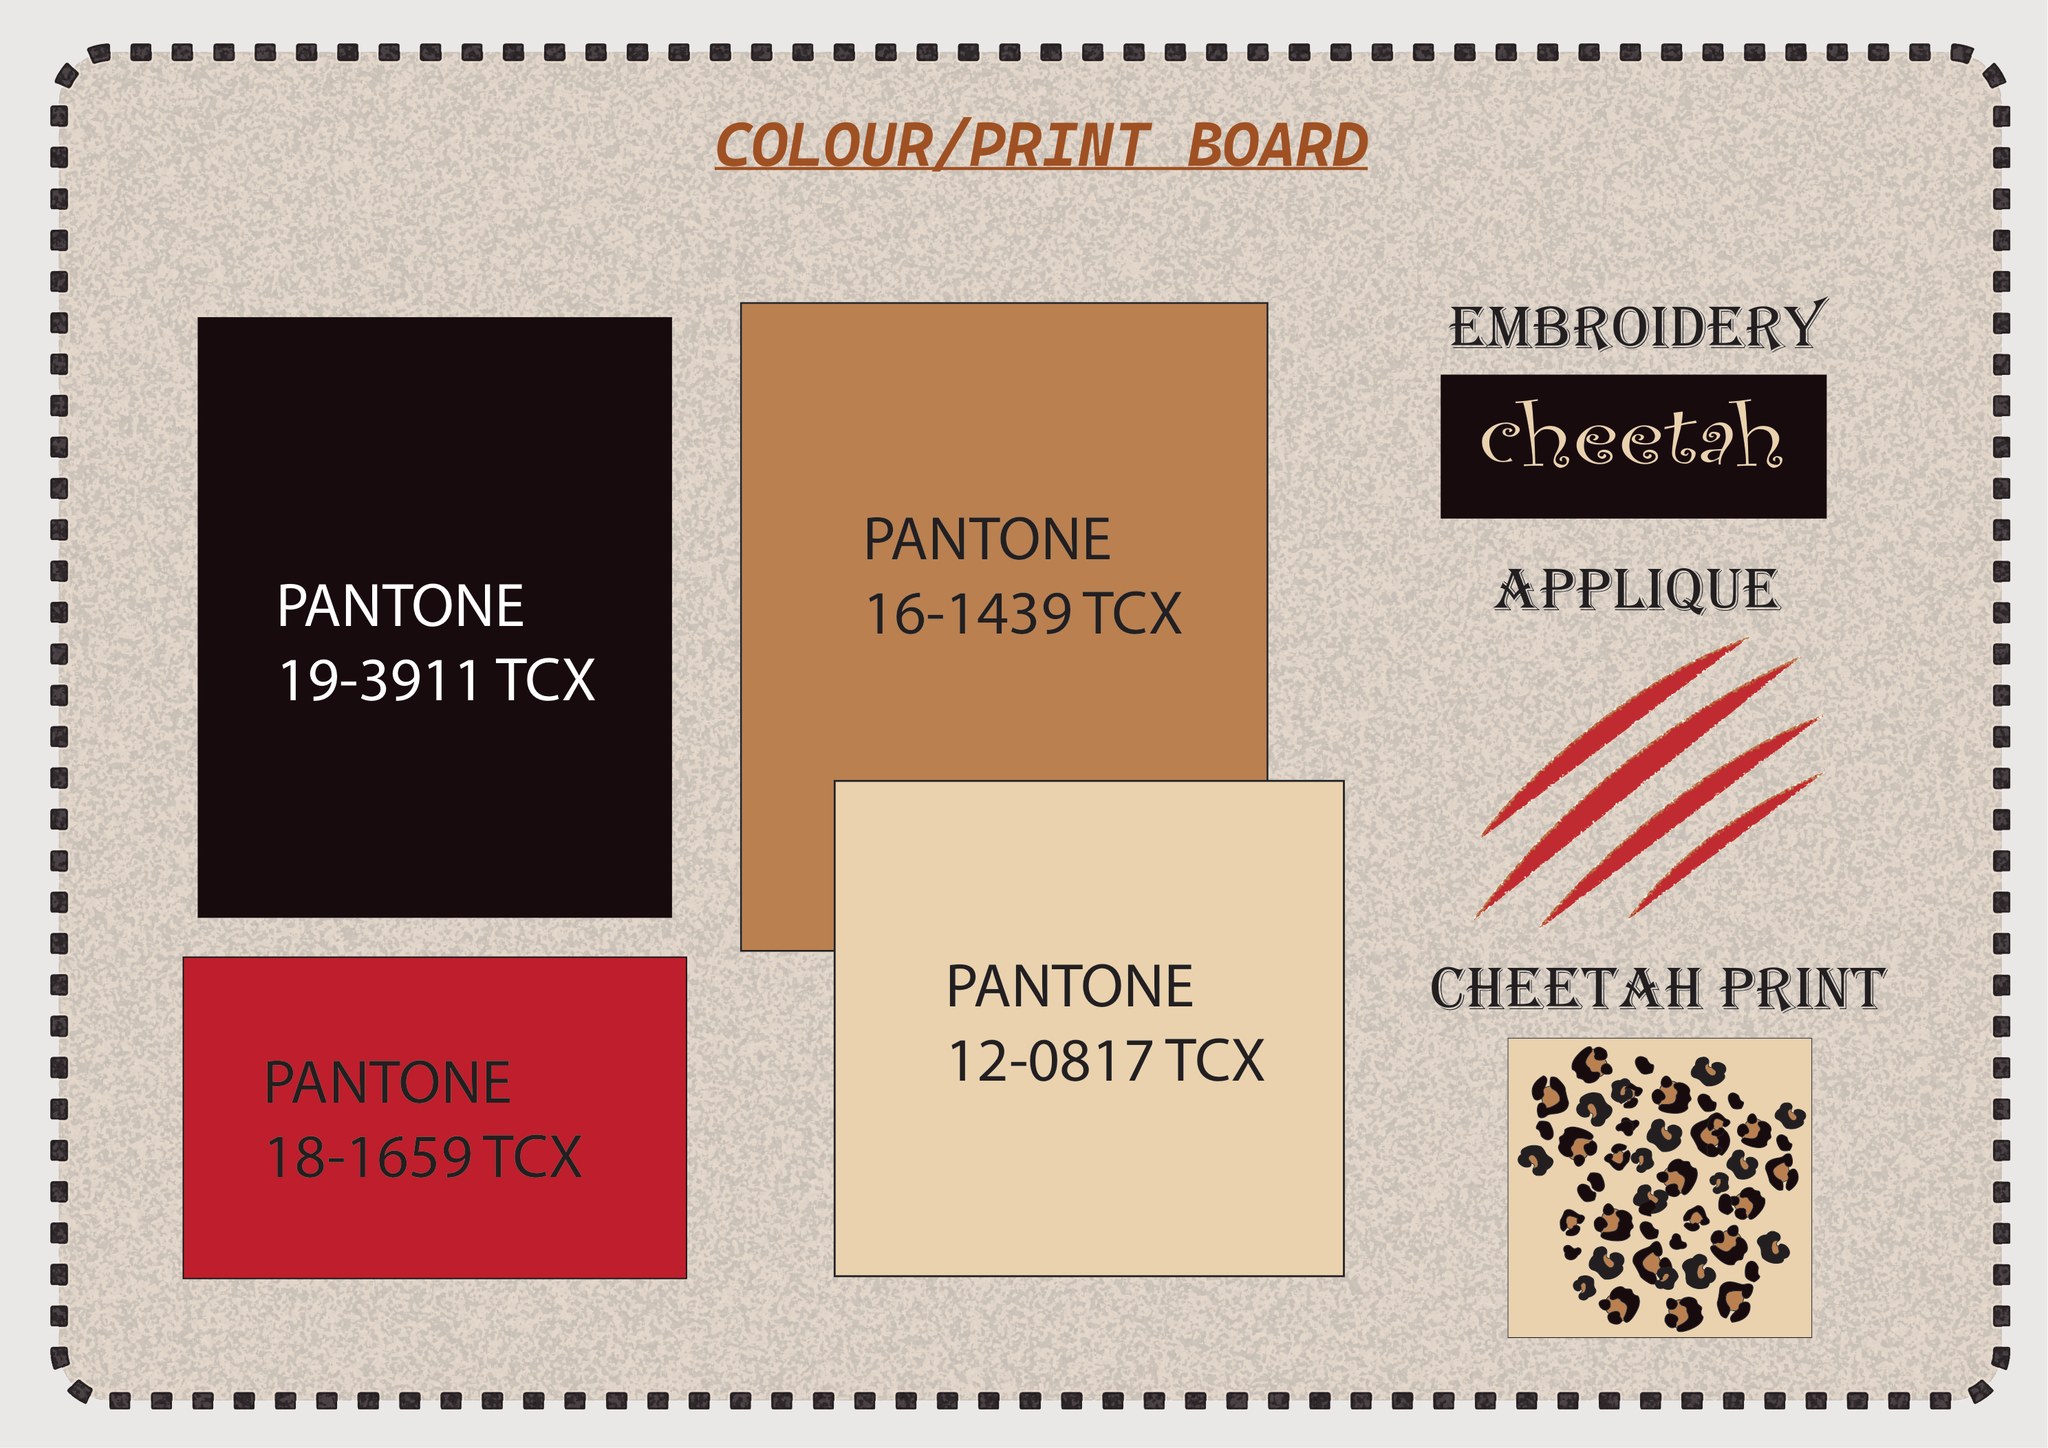 COLOUR/PRINT BOARD
PANTONE
19-3911 TCX
PANTONE
18-1659 TCX
PANTONE
16-1439 TCX
PANTONE
12-0817 TCX
EMBROIDERY
cheetah
APPLIQUE
CHEETAH PRINT